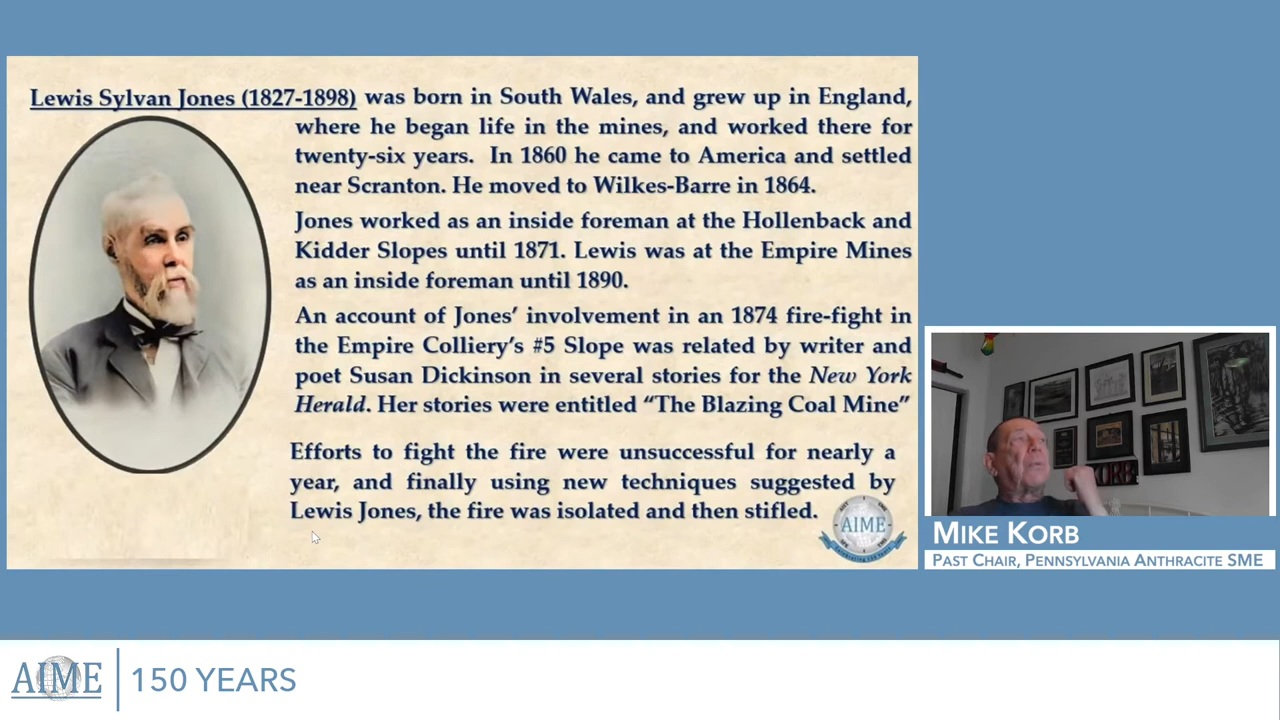 Lewis Sylvan Jones (1827-1898) was born in South Wales, and grew up in England,
where he began life in the mines, and worked there for
twenty-six years. In 1860 he came to America and settled
near Scranton. He moved to Wilkes-Barre in 1864.
Jones worked as an inside foreman at the Hollenback and
Kidder Slopes until 1871. Lewis was at the Empire Mines
as an inside foreman until 1890.
An account of Jones’ involvement in an 1874 fire-fight in
the Empire Colliery’s #5 Slope was related by writer and
poet Susan Dickinson in several stories for the New York
Herald. Her stories were entitled “The Blazing Coal Mine”
Efforts to fight the fire were unsuccessful for nearly a
year, and finally using new techniques suggested by
Lewis Jones, the fire was isolated and then stifled.
AIME
MIKE KORB
PAST CHAIR, PENNSYLVANIA ANTHRACITE SME
AIME
150 YEARS